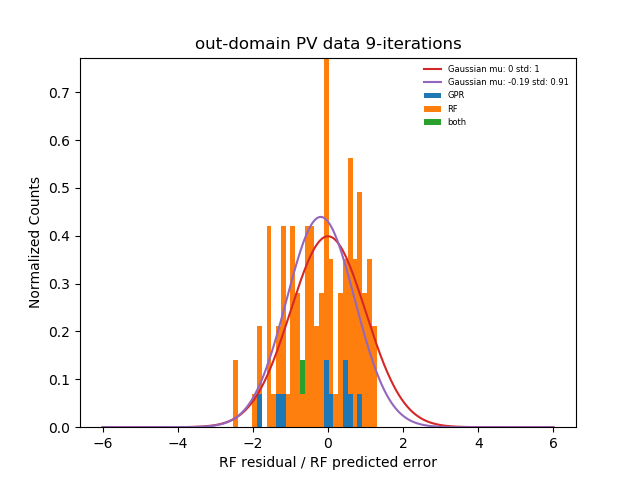 out-domain PV data 9-iterations
Gaussian mu: 0 std: 1
Gaussian mu: -0.19 std: 0.91
GPR
RF
both
Normalized Counts
0.7
0.6
0.5
0.4
0.3
0.2
0.1
0.0
−6 −4 −2 0 2 4 6
RF residual / RF predicted error